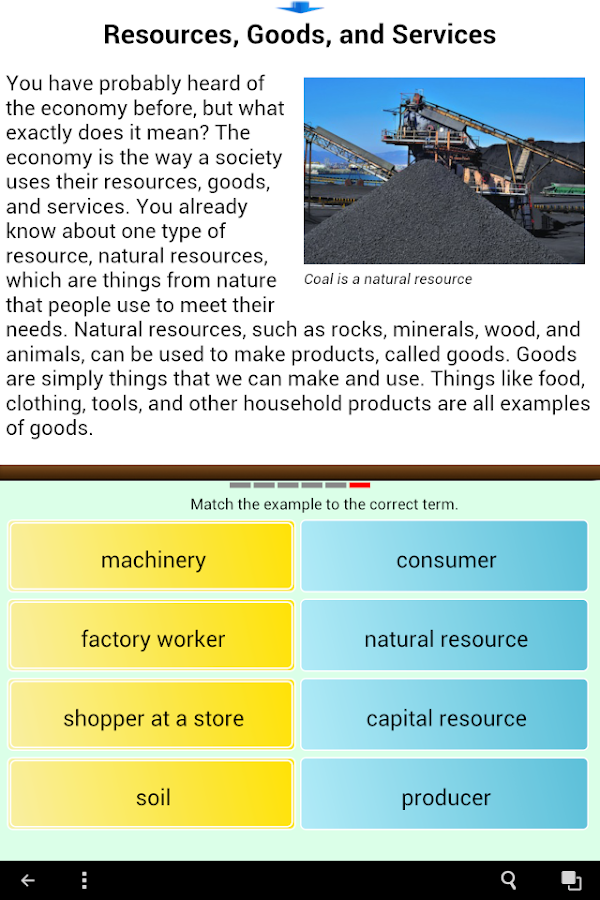 Resources, Goods, and Services
You have probably heard of
the economy before, but what
exactly does it mean? The
economy is the way a society
uses their resources, goods,
and services. You already
know about one type of
resource, natural resources,
which are things from nature
that people use to meet their
needs. Natural resources, such as rocks, minerals, wood, and
animals, can be used to make products, called goods. Goods
are simply things that we can make and use. Things like food,
clothing, tools, and other household products are all examples
of goods.
Coal is a natural resource
Match the example to the correct term.
machinery
consumer
factory worker
natural resource
shopper at a store
capital resource
soil
producer